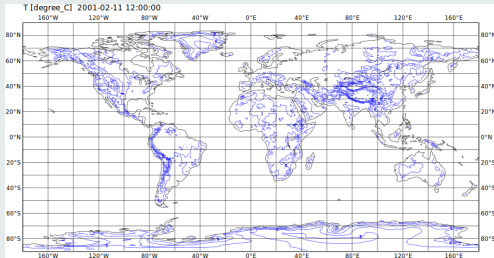 T [degree_C] 2001-02-11 12:00:00
160°W 120°W 80°W 40°W 0°E 40°E 80°E 120°E 160°E
80°N 80°N
60°N 60°N
40°N 40°N
20°N 20°N
0°N 0°N
20°S 20°S
40°S 40°S
60°S 60°S
80°S 80°S
160°W 120°W 80°W 40°W 0°E 40°E 80°E 120°E 160°E